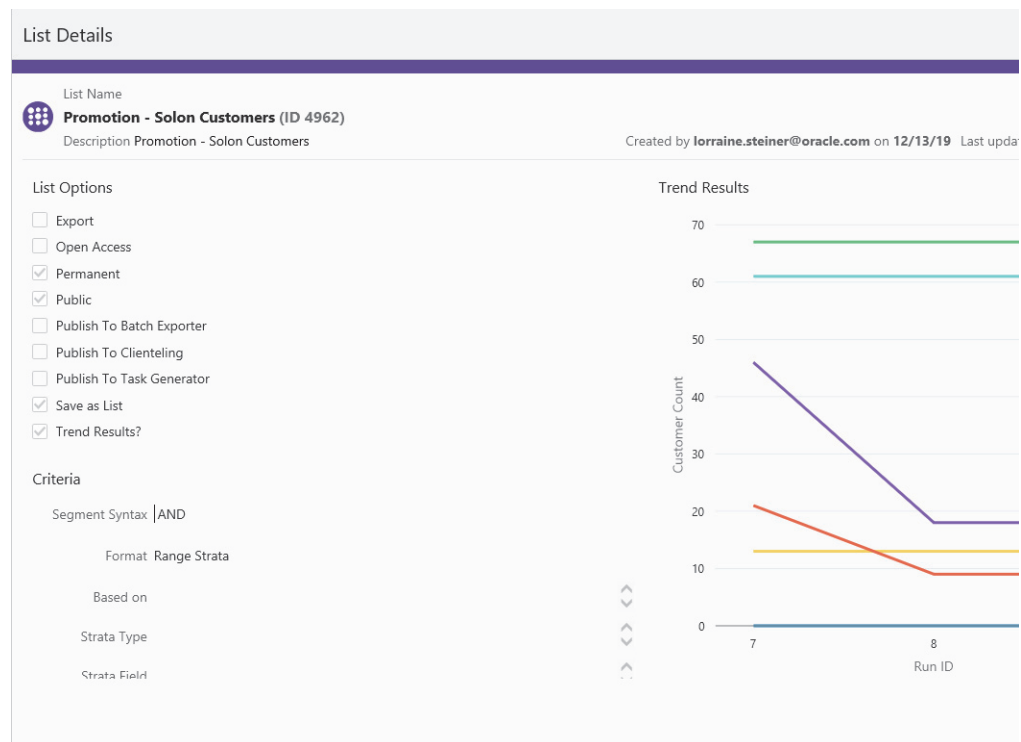 List Details
List Name
Promotion - Solon Customers (ID 4962)
Description Promotion - Solon Customers
Created by lorraine.steiner@oracle.com on 12/13/19 Last upda
List Options
Export
Open Access
Permanent
Public
Publish To Batch Exporter
Publish To Clienteling
Publish To Task Generator
Save as List
Trend Results?
Criteria
Segment Syntax AND
Format Range Strata
Based on
Strata Type
Strata Field
Trend Results
70
60
50
40
30
20
10
0
Customer Count
7 8
Run ID